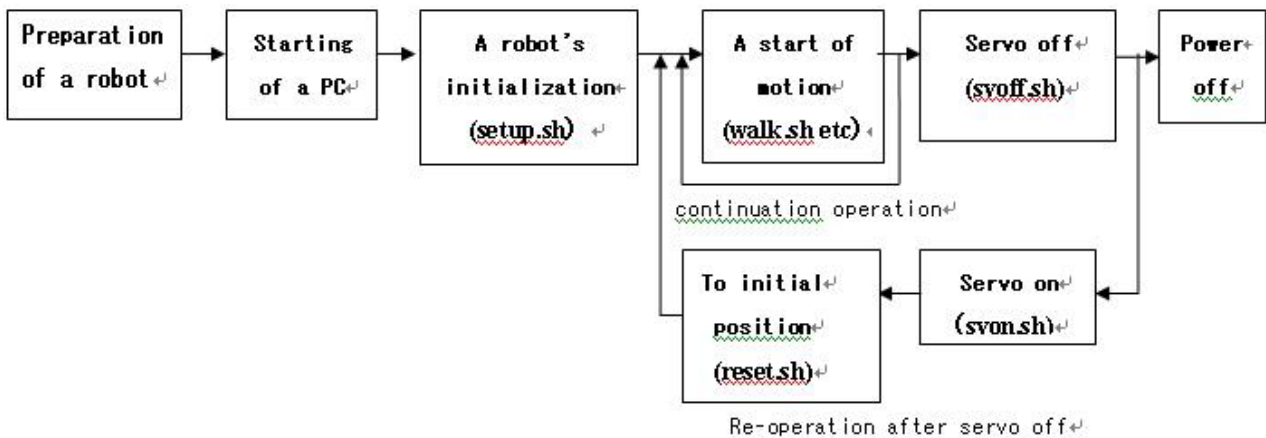 Preparation
of a robot
Starting
of a PC
A robot's
initialization
(setup.sh)
A start of
motion
(walk.sh etc)
Servo off
(svoff.sh)
Power
off
continuation operation
To initial
position
(reset.sh)
Servo on
(svon.sh)
Re-operation after servo off